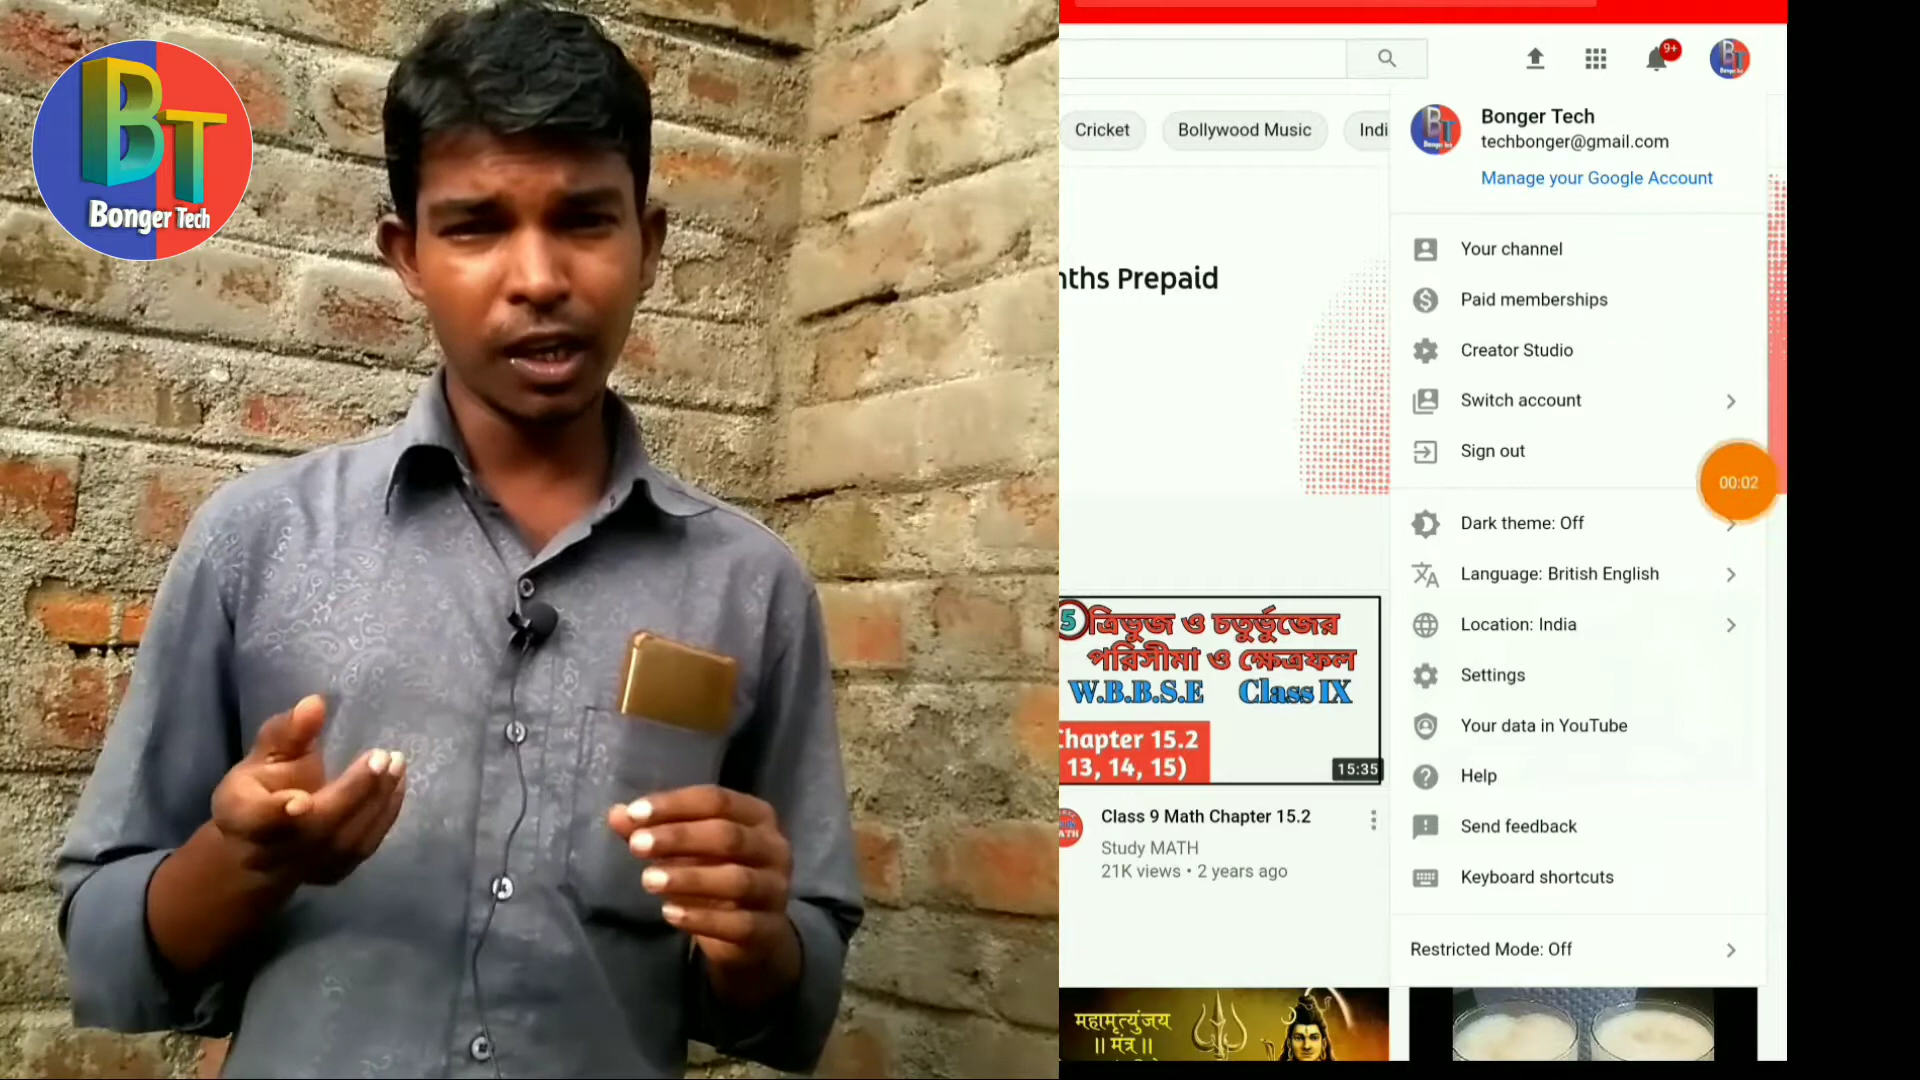 BT
Bonger Tech
9+
Cricket
Bollywood Music
Indi
Bonger Tech
techbonger@gmail.com
Manage your Google Account
Your channel
Paid memberships
Creator Studio
Switch account
Sign out
00:02
Dark theme: Off
Language: British English
Location: India
Settings
Your data in YouTube
Help
Send feedback
Keyboard shortcuts
Restricted Mode: Off
nths Prepaid
5 ত্রিভুজ ও চতুর্ভুজের
পরিসীমা ও ক্ষেত্রফল
W.B.B.S.E Class IX
Chapter 15.2
13, 14, 15)
15:35
Class 9 Math Chapter 15.2
Study MATH
21K views • 2 years ago
महामृत्युंजय
॥ मंत्र ॥